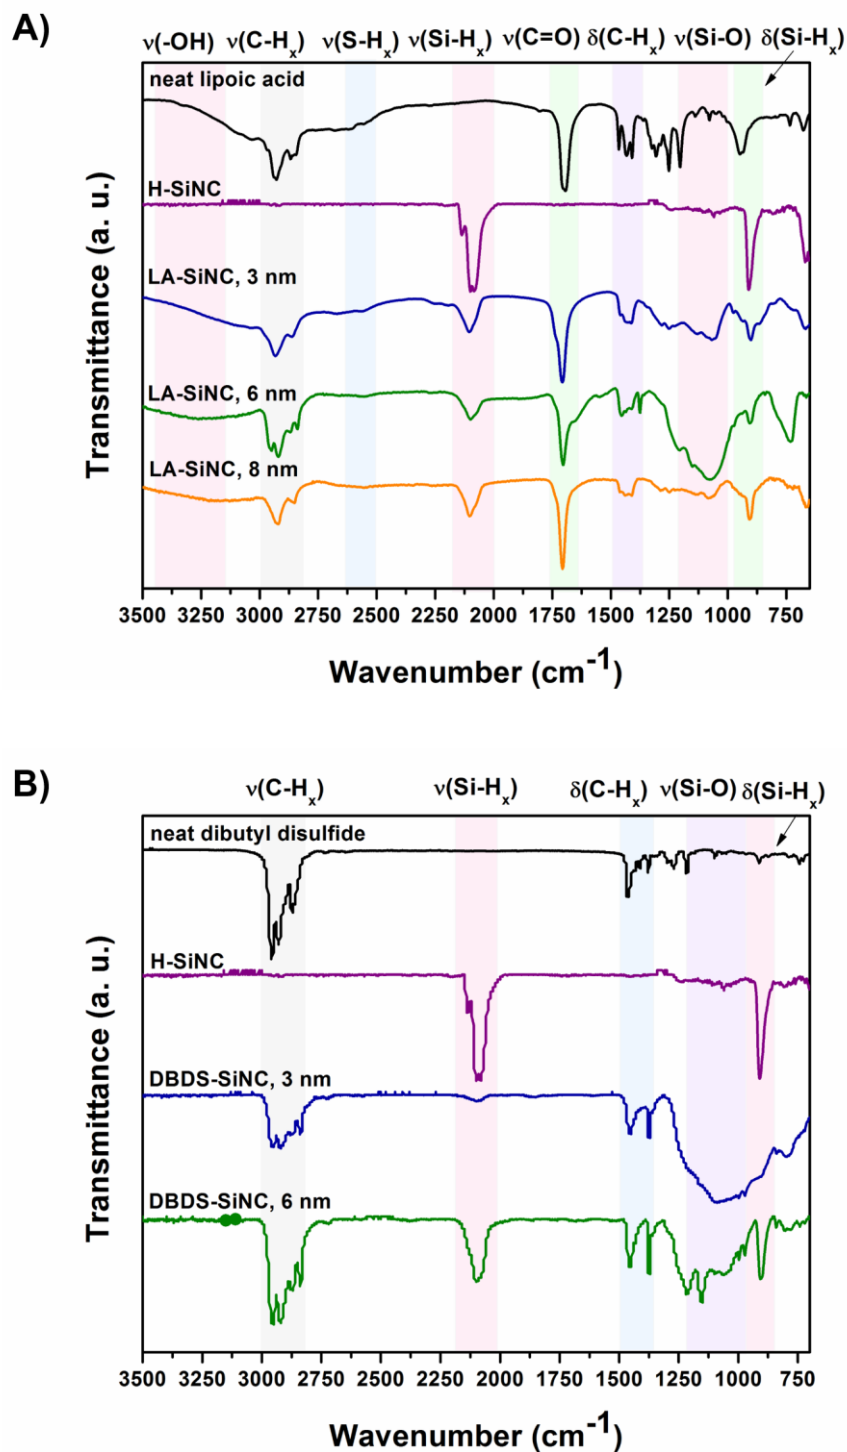 A)
ν(-OH) ν(C-Hx) ν(S-Hx) ν(Si-Hx) ν(C=O) δ(C-Hx) ν(Si-O) δ(Si-Hx)
neat lipoic acid
H-SiNC
LA-SiNC, 3 nm
LA-SiNC, 6 nm
LA-SiNC, 8 nm
Transmittance (a. u.)
3500 3000 2750 2500 2250 2000 1750 1500 1250 1000 750
Wavenumber (cm-1)
B)
ν(C-Hx) ν(Si-Hx) δ(C-Hx) ν(Si-O) δ(Si-Hx)
neat dibutyl disulfide
H-SiNC
DBDS-SiNC, 3 nm
DBDS-SiNC, 6 nm
Transmittance (a. u.)
3500 3250 3000 2750 2500 2250 2000 1750 1500 1250 1000 750
Wavenumber (cm-1)